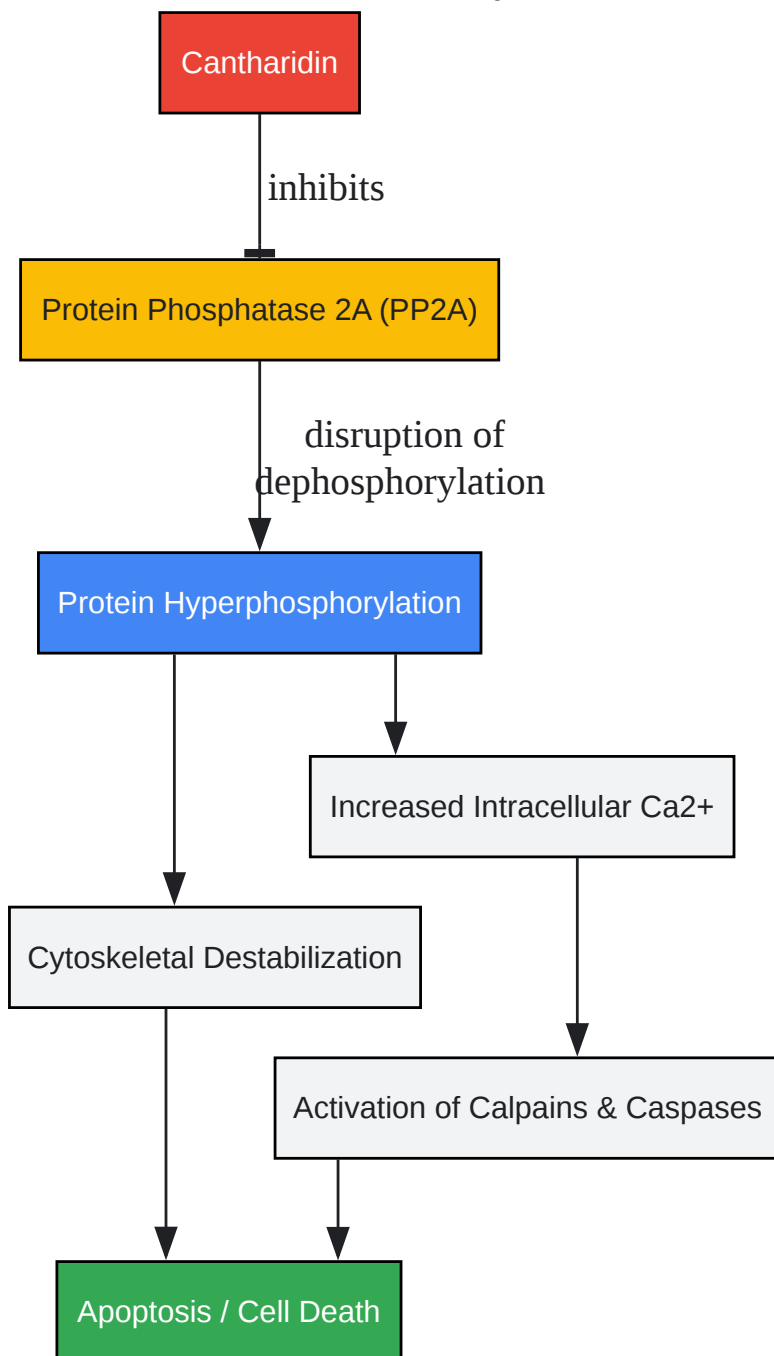 Cantharidin
inhibits
Protein Phosphatase 2A (PP2A)
disruption of
dephosphorylation
Protein Hyperphosphorylation
Increased Intracellular Ca2+
Cytoskeletal Destabilization
Activation of Calpains & Caspases
Apoptosis / Cell Death